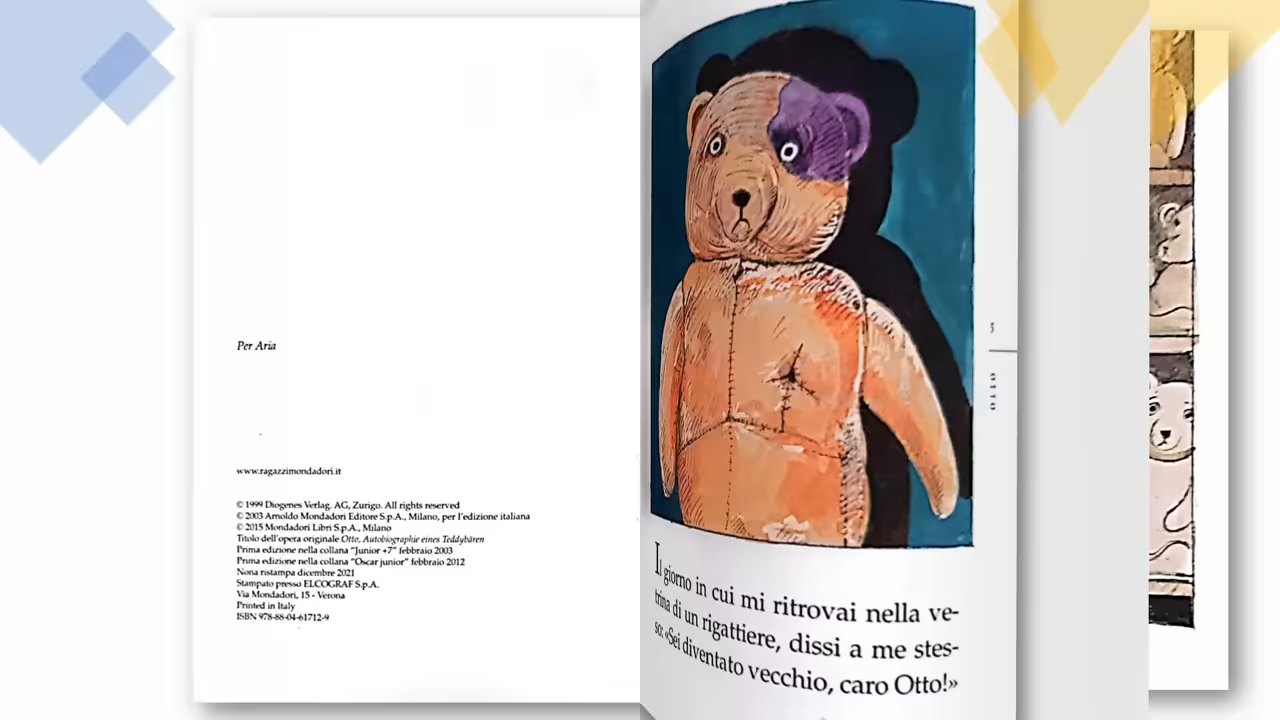 Per Aria
www.ragazzimondadori.it
© 1999 Diogenes Verlag. AG, Zurigo. All rights reserved
© 2003 Arnoldo Mondadori Editore S.p.A., Milano, per l'edizione italiana
© 2015 Mondadori Libri S.p.A., Milano
Titolo dell'opera originale Otto, Autobiographie eines Teddybären
Prima edizione nella collana "Junior +7" febbraio 2003
Prima edizione nella collana "Oscar junior" febbraio 2012
Nona ristampa dicembre 2021
Stampato presso ELCOGRAF S.p.A.
Via Mondadori, 15 - Verona
Printed in Italy
ISBN 978-88-04-61712-9
5
OTTO
Il giorno in cui mi ritrovai nella ve-
trina di un rigattiere, dissi a me stes-
so: «Sei diventato vecchio, caro Otto!»